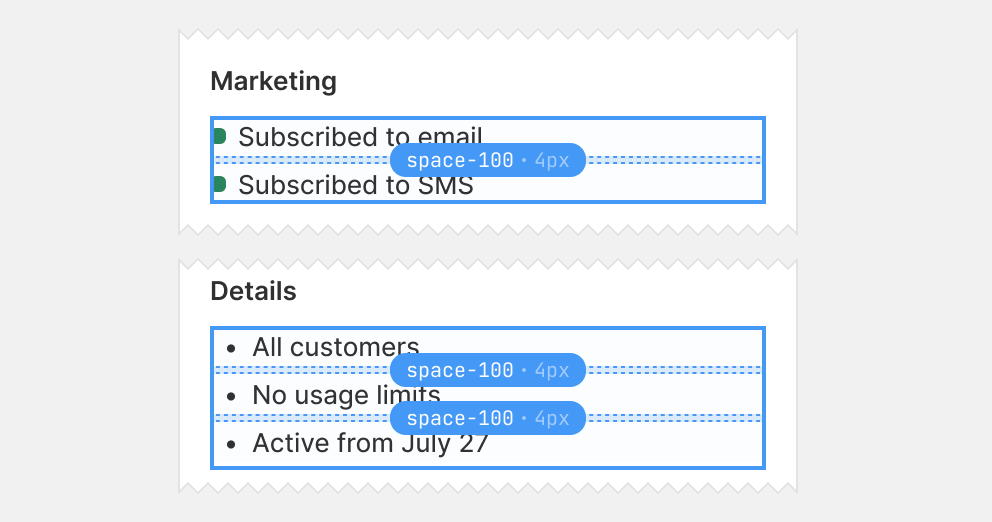 Marketing
Subscribed to email
space-100 · 4px
Subscribed to SMS
Details
• All customers
space-100 · 4px
• No usage limits
space-100 · 4px
• Active from July 27